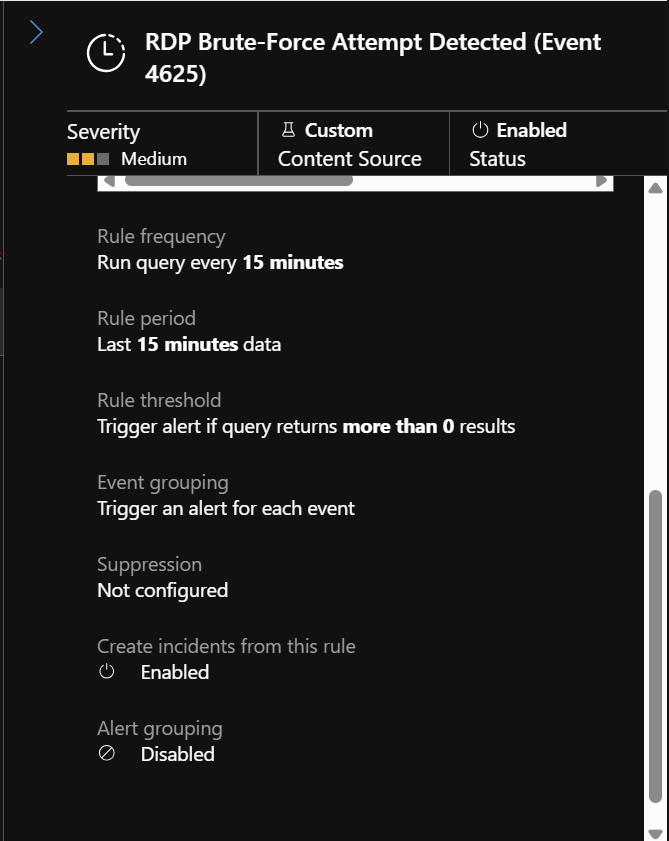 RDP Brute-Force Attempt Detected (Event
4625)
Severity
Medium
Custom
Content Source
Enabled
Status
Rule frequency
Run query every 15 minutes
Rule period
Last 15 minutes data
Rule threshold
Trigger alert if query returns more than 0 results
Event grouping
Trigger an alert for each event
Suppression
Not configured
Create incidents from this rule
Enabled
Alert grouping
Disabled